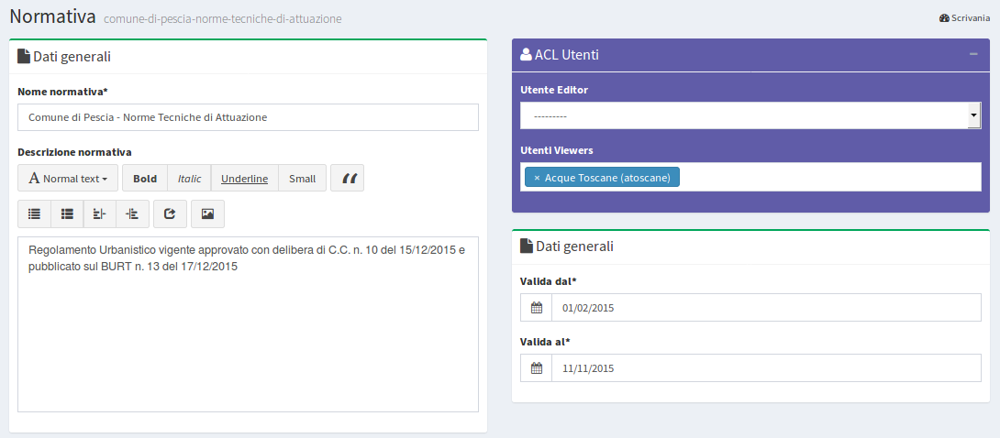 Normativa comune-di-pescia-norme-tecniche-di-attuazione
Scrivania
Dati generali
Nome normativa*
Comune di Pescia - Norme Tecniche di Attuazione
Descrizione normativa
A Normal text
Bold
Italic
Underline
Small
Regolamento Urbanistico vigente approvato con delibera di C.C. n. 10 del 15/12/2015 e
pubblicato sul BURT n. 13 del 17/12/2015
ACL Utenti
Utente Editor
---------
Utenti Viewers
× Acque Toscane (atoscane)
Dati generali
Valida dal*
01/02/2015
Valida al*
11/11/2015